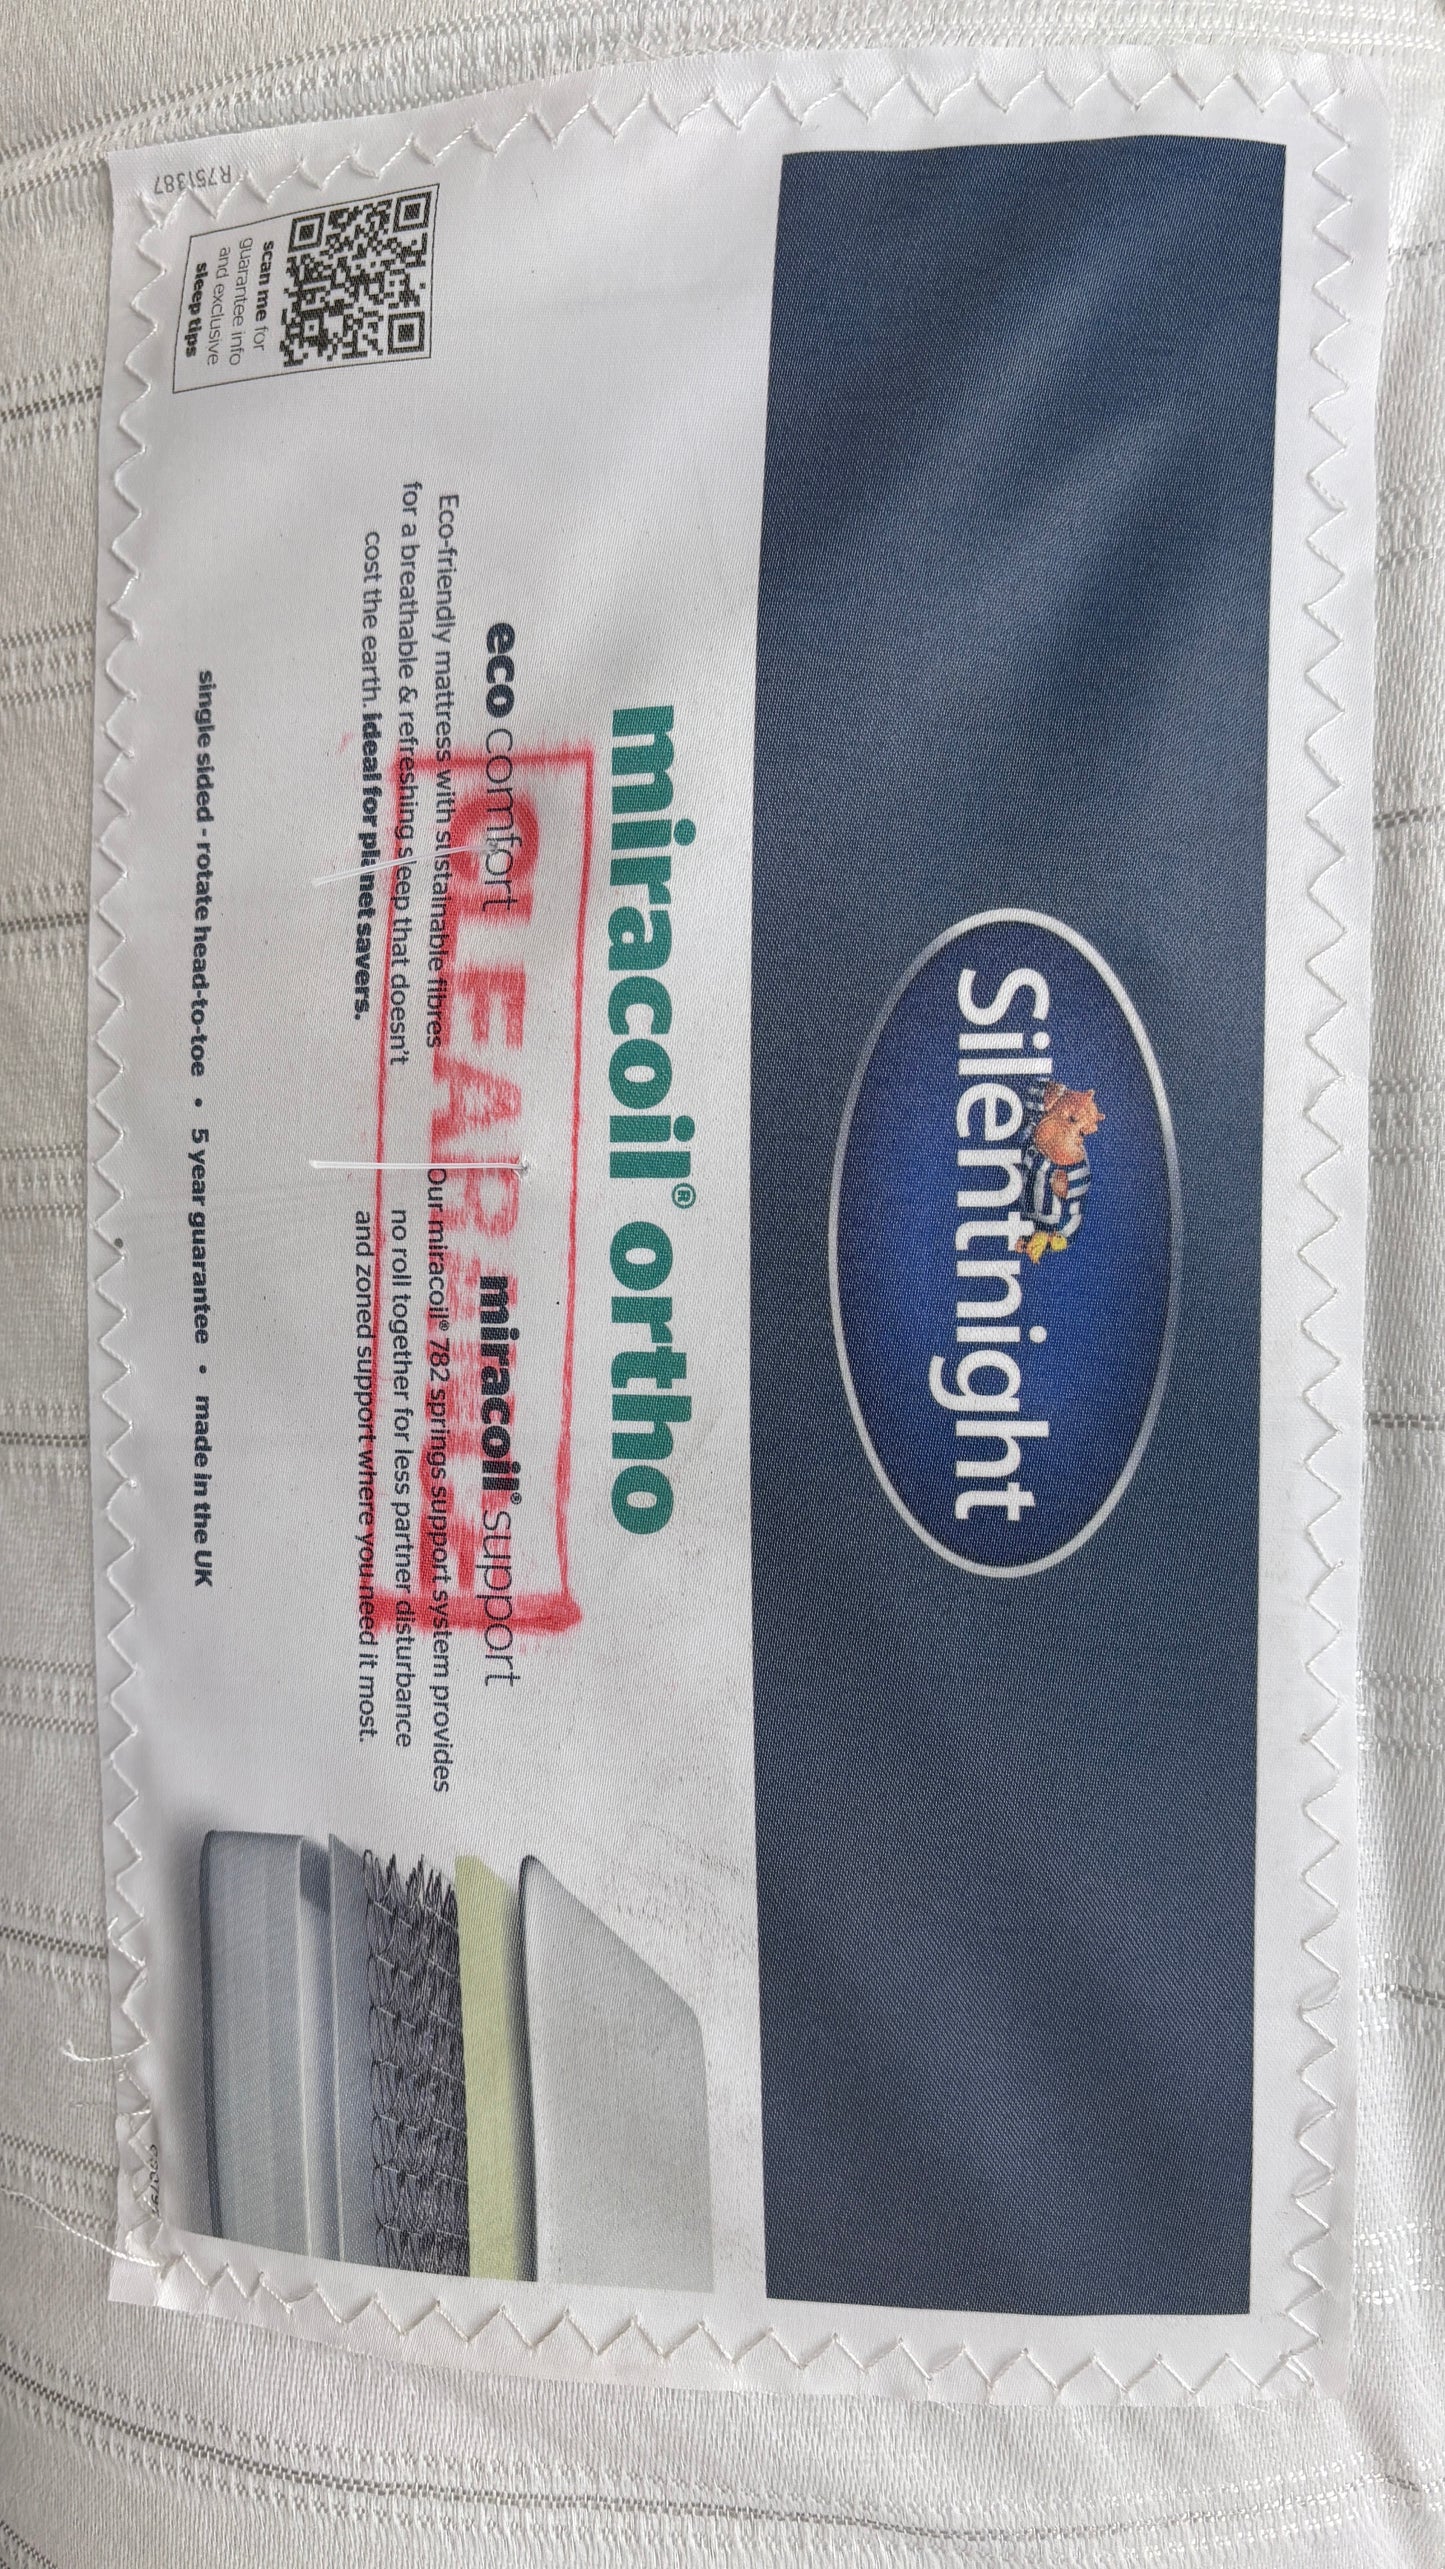 Silentnight
miracoil® ortho
eco comfort
Eco-friendly mattress with sustainable fibres
for a breathable & refreshing sleep that doesn't
cost the earth. ideal for planet savers.
miracoil® support
Our miracoil® 782 springs support system provides
no roll together for less partner disturbance
and zoned support where you need it most.
CLEARANCE
single sided - rotate head-to-toe • 5 year guarantee • made in the UK
scan me for
guarantee info
and exclusive
sleep tips
R751387